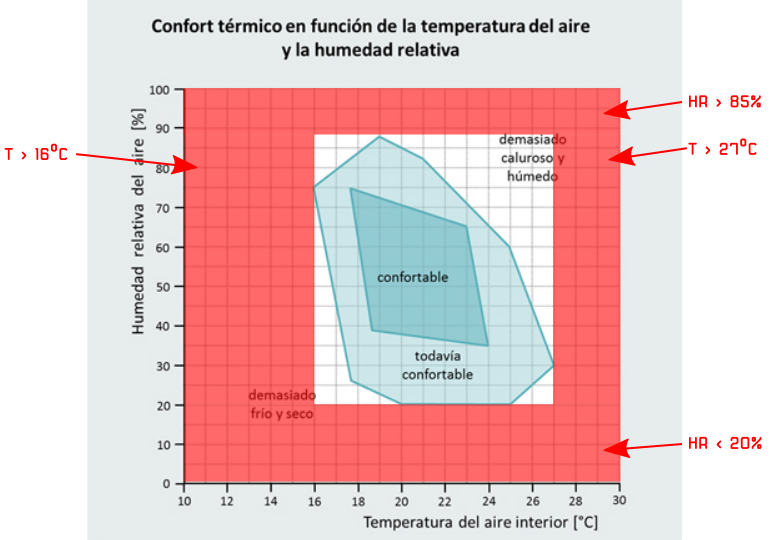 Confort térmico en función de la temperatura del aire
y la humedad relativa
HR > 85%
T > 27°C
T > 16°C
HR < 20%
Humedad relativa del aire [%]
100
90
80
70
60
50
40
30
20
10
0
demasiado
caluroso y
húmedo
confortable
todavía
confortable
demasiado
frío y seco
10 12 14 16 18 20 22 24 26 28 30
Temperatura del aire interior [°C]